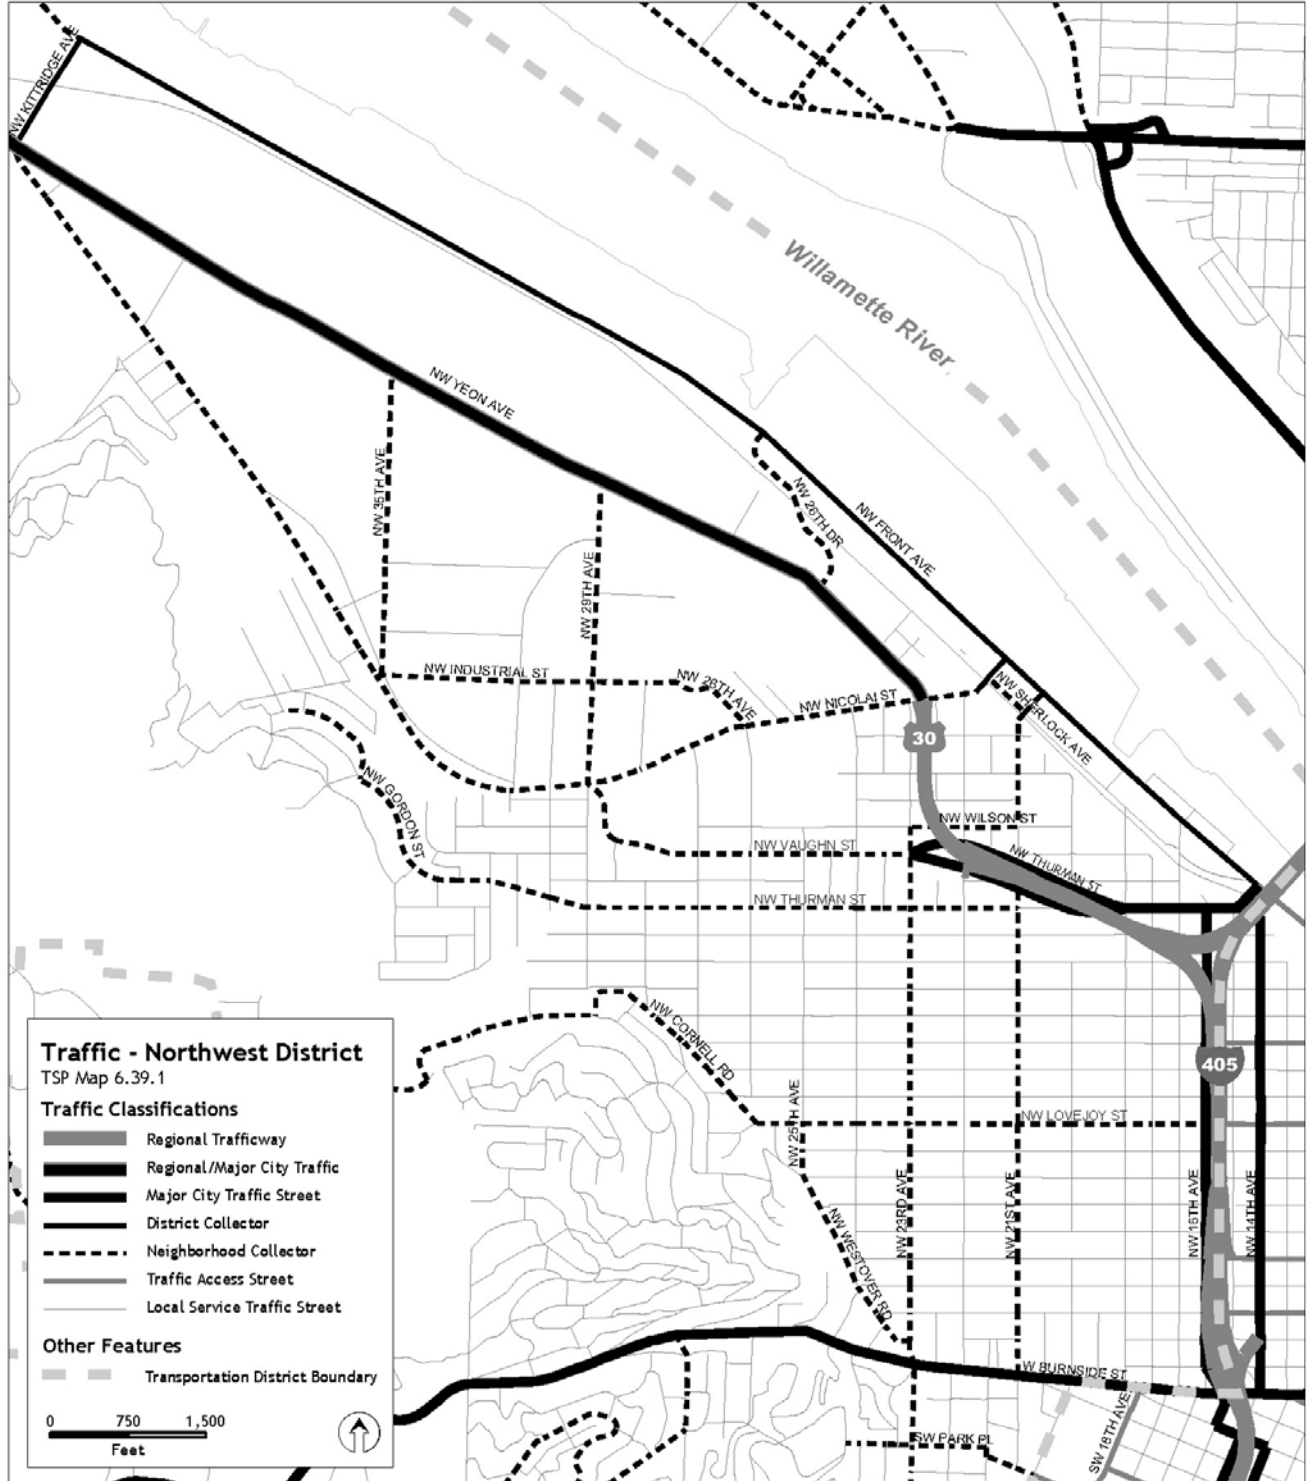 NW KITTRIDGE AVE
Willamette River
NW YEON AVE
NW 35TH AVE
NW 26TH DR
NW FRONT AVE
NW 29TH AVE
NW INDUSTRIAL ST
NW 26TH AVE
NW NICOLAI ST
NW SHERLOCK AVE
30
NW GORDON ST
NW WILSON ST
NW VAUGHN ST
NW THURMAN ST
NW THURMAN ST
NW CORNELL RD
405
NW 25TH AVE
NW LOVEJOY ST
NW WESTOVER RD
NW 23RD AVE
NW 21ST AVE
NW 16TH AVE
NW 14TH AVE
W BURNSIDE ST
SW PARK PL
SW 18TH AVE
Traffic - Northwest District
TSP Map 6.39.1
Traffic Classifications
Regional Trafficway
Regional/Major City Traffic
Major City Traffic Street
District Collector
Neighborhood Collector
Traffic Access Street
Local Service Traffic Street
Other Features
Transportation District Boundary
0 750 1,500
Feet